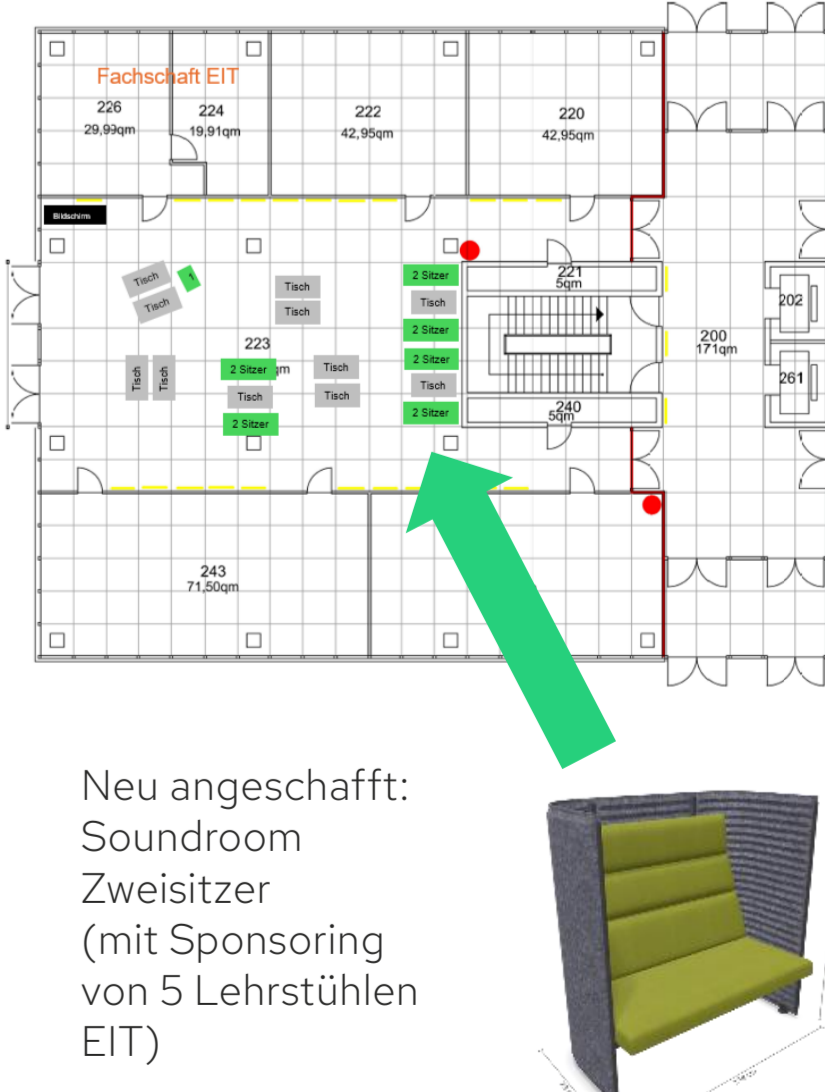 Fachschaft EIT
226
29,99qm
224
19,91qm
222
42,95qm
220
42,95qm
Bildschirm
Tisch
1
Tisch
Tisch
Tisch
2 Sitzer
Tisch
2 Sitzer
2 Sitzer
Tisch
2 Sitzer
221
5qm
202
200
171qm
261
223
qm
Tisch
Tisch
2 Sitzer
Tisch
2 Sitzer
Tisch
Tisch
240
5qm
243
71,50qm
Neu angeschafft:
Soundroom
Zweisitzer
(mit Sponsoring
von 5 Lehrstühlen
EIT)